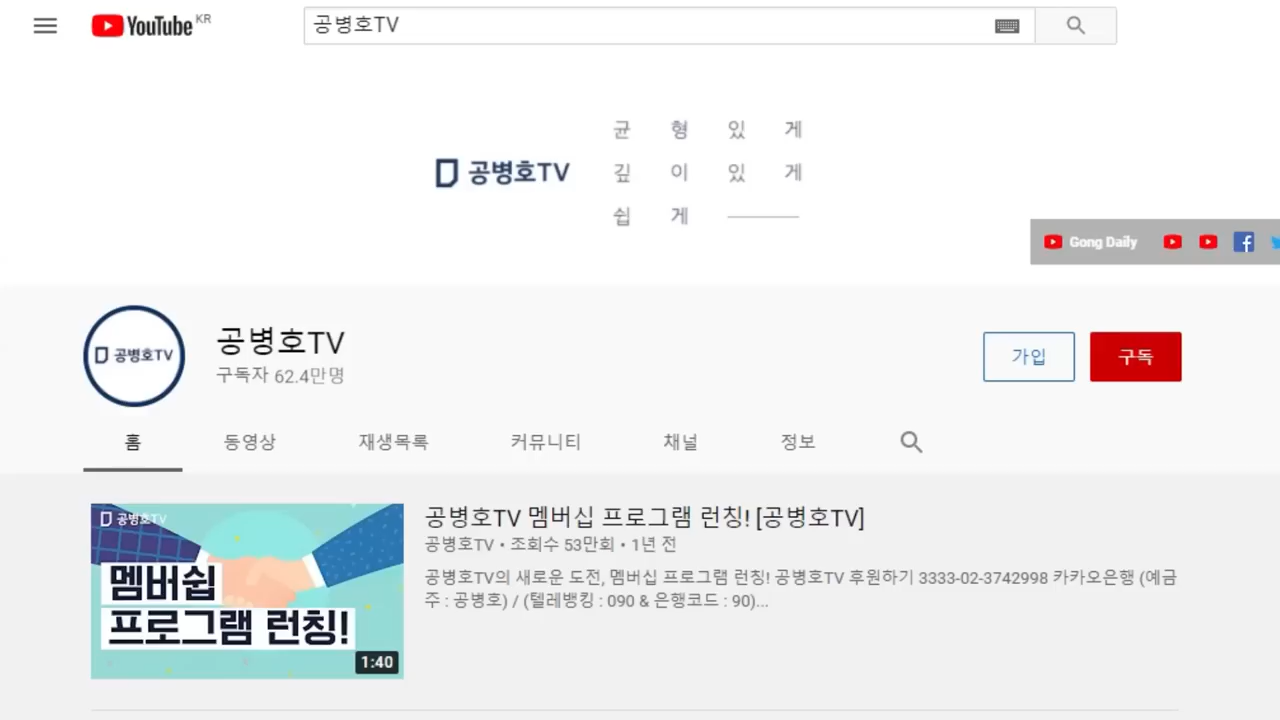 YouTube KR
공병호TV
균 형 있 게
공병호TV
깊 이 있 게
쉽 게
Gong Daily
공병호TV
공병호TV
구독자 62.4만명
가입
구독
홈 동영상 재생목록 커뮤니티 채널 정보
공병호TV
멤버쉽
프로그램 런칭!
1:40
공병호TV 멤버십 프로그램 런칭! [공병호TV]
공병호TV • 조회수 53만회 • 1년 전
공병호TV의 새로운 도전, 멤버십 프로그램 런칭! 공병호TV 후원하기 3333-02-3742998 카카오은행 (예금
주 : 공병호) / (텔레뱅킹 : 090 & 은행코드 : 90)...